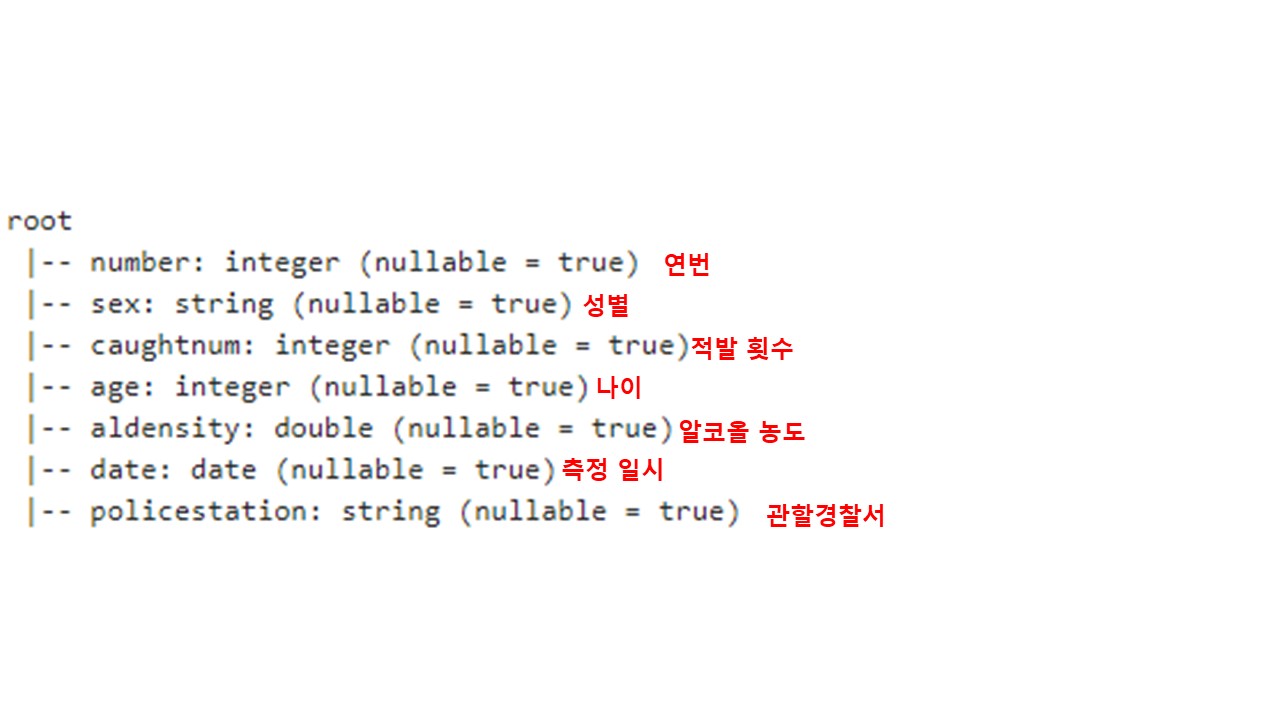 root
|-- number: integer (nullable = true) 연번
|-- sex: string (nullable = true) 성별
|-- caughtnum: integer (nullable = true)적발 횟수
|-- age: integer (nullable = true) 나이
|-- aldensity: double (nullable = true) 알코올 농도
|-- date: date (nullable = true) 측정 일시
|-- policestation: string (nullable = true) 관할경찰서